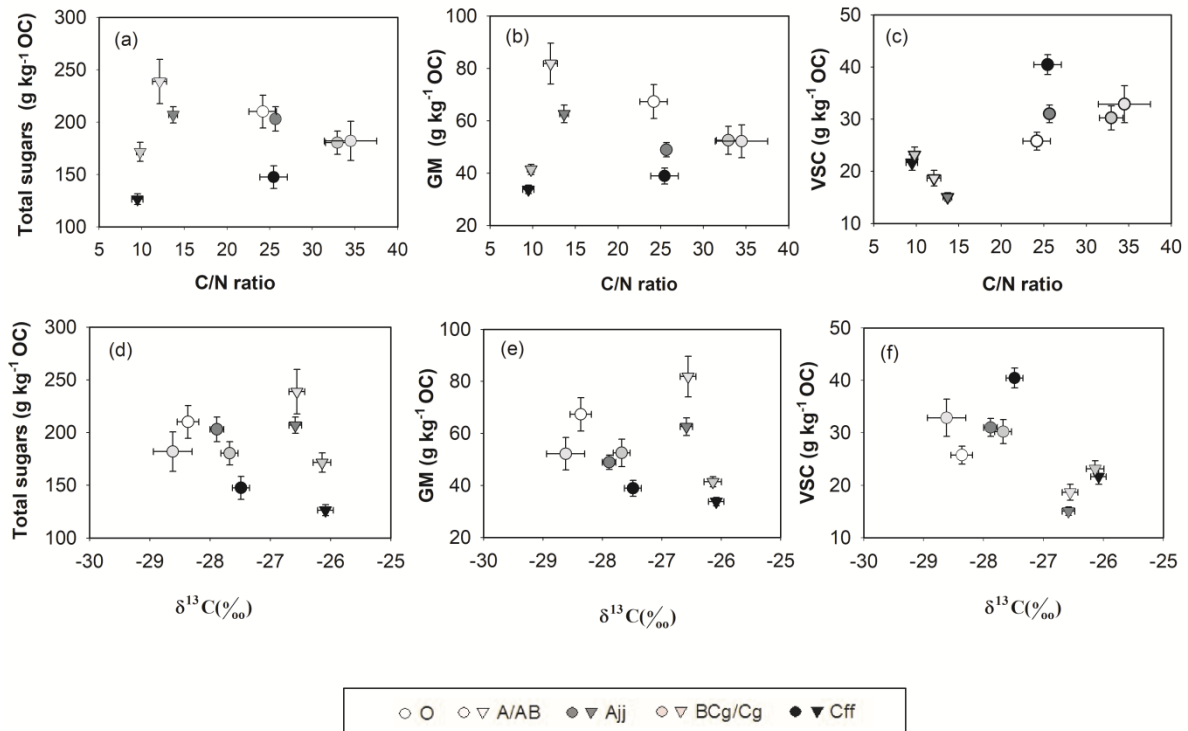 (a)
Total sugars (g kg⁻¹ OC)
300
250
200
150
100
5 10 15 20 25 30 35 40
C/N ratio
(b)
GM (g kg⁻¹ OC)
100
80
60
40
20
5 10 15 20 25 30 35 40
C/N ratio
(c)
VSC (g kg⁻¹ OC)
50
40
30
20
10
5 15 25 35
C/N ratio
(d)
Total sugars (g kg⁻¹ OC)
300
250
200
150
100
-30 -29 -28 -27 -26 -25
δ¹³C(‰)
(e)
GM (g kg⁻¹ OC)
100
80
60
40
20
-30 -29 -28 -27 -26 -25
δ¹³C(‰)
(f)
VSC (g kg⁻¹ OC)
50
40
30
20
10
-30 -29 -28 -27 -26 -25
δ¹³C(‰)
O A/AB Ajj BCg/Cg Cff